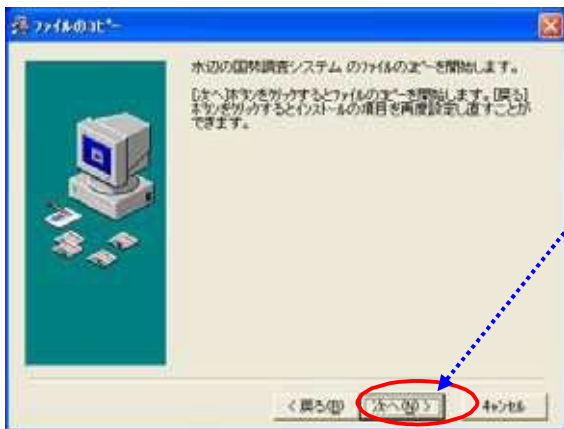 ファイルのコピー
水辺の国勢調査システム のファイルのコピーを開始します。
[次へ]ボタンをクリックするとファイルのコピーを開始します。[戻る]
ボタンをクリックするとインストールの項目を再度設定し直すことが
できます。
< 戻る(B)
次へ(N) >
キャンセル